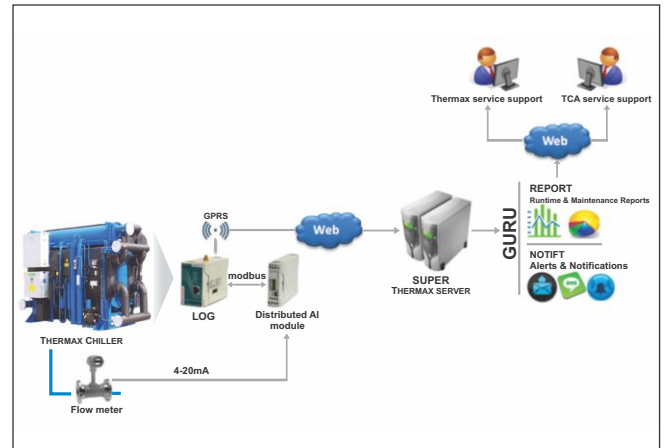 Thermax service support
TCA service support
Web
REPORT
Runtime & Maintenance Reports
GURU
NOTIFT
Alerts & Notifications
GPRS
Web
modbus
LOG
Distributed AI
module
SUPER
THERMAX SERVER
THERMAX CHILLER
4-20mA
Flow meter